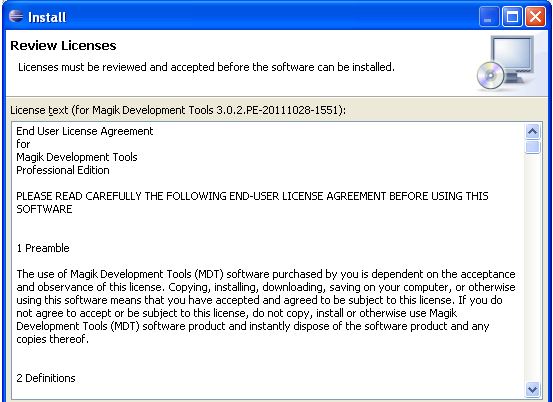 Install
Review Licenses
Licenses must be reviewed and accepted before the software can be installed.
License text (for Magik Development Tools 3.0.2.PE-20111028-1551):
End User License Agreement
for
Magik Development Tools
Professional Edition
PLEASE READ CAREFULLY THE FOLLOWING END-USER LICENSE AGREEMENT BEFORE USING THIS
SOFTWARE
1 Preamble
The use of Magik Development Tools (MDT) software purchased by you is dependent on the acceptance
and observance of this license. Copying, installing, downloading, saving on your computer, or otherwise
using this software means that you have accepted and agreed to be subject to this license. If you do
not agree to accept or be subject to this license, do not copy, install or otherwise use Magik
Development Tools (MDT) software product and instantly dispose of the software product and any
copies thereof.
2 Definitions